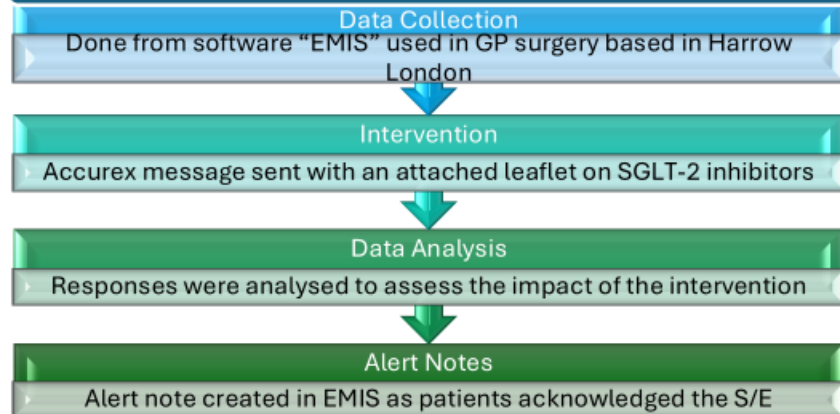 Data Collection
Done from software “EMIS” used in GP surgery based in Harrow
London
Intervention
Accurex message sent with an attached leaflet on SGLT-2 inhibitors
Data Analysis
Responses were analysed to assess the impact of the intervention
Alert Notes
Alert note created in EMIS as patients acknowledged the S/E